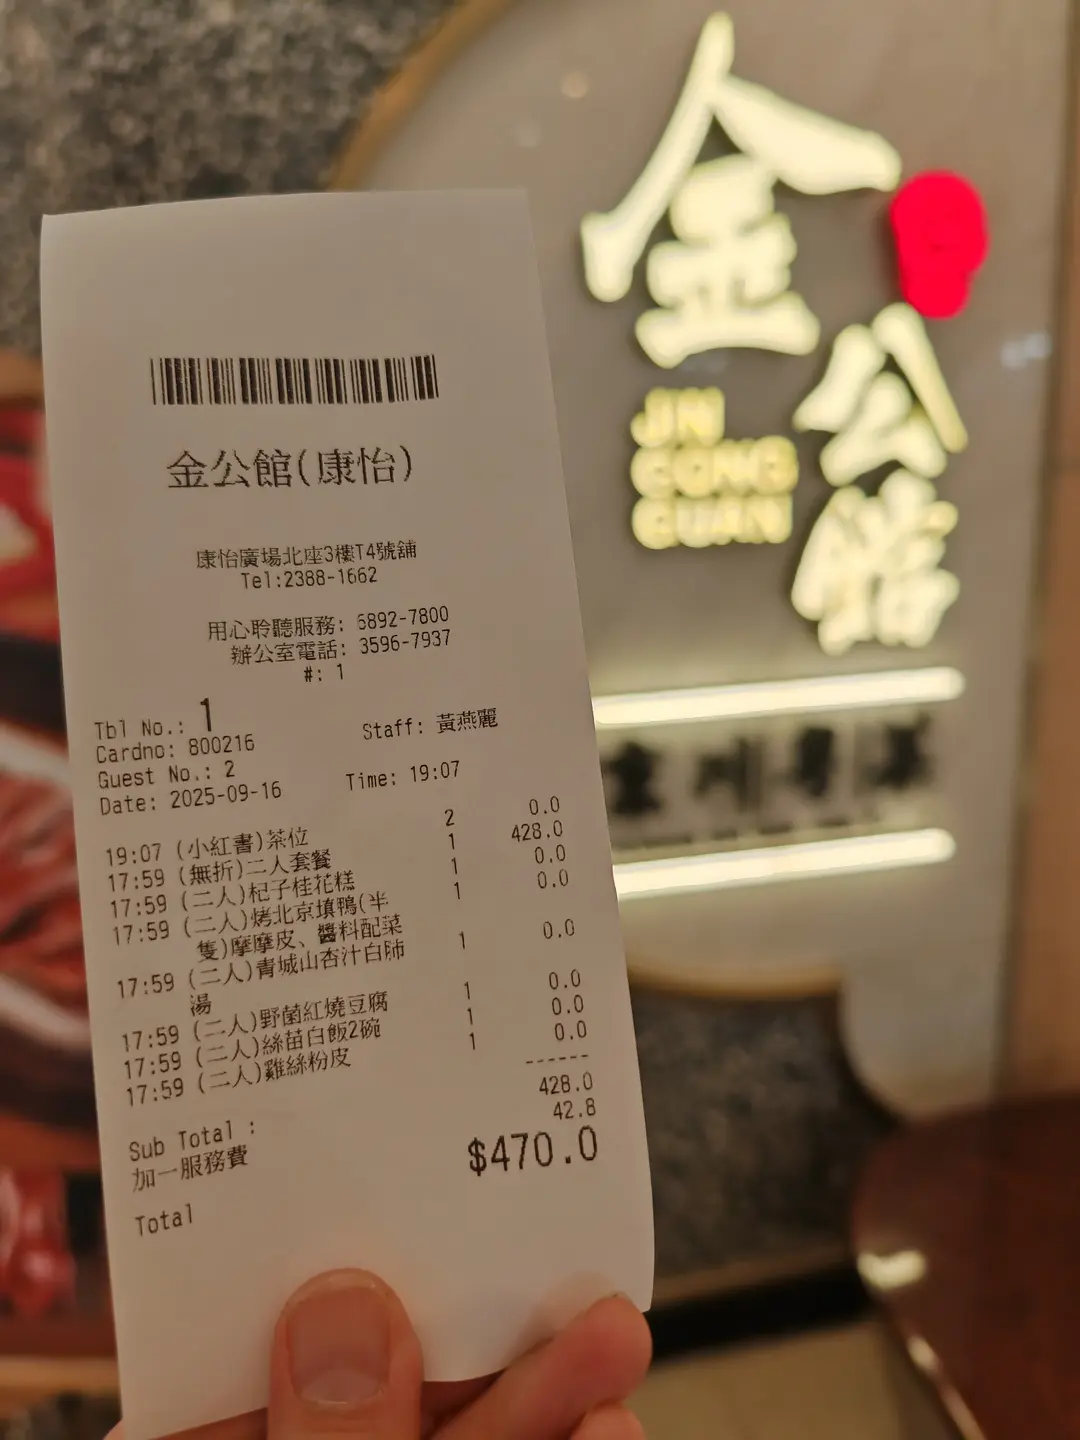 金公館
JIN
GONG
GUAN
京川粵滬
金公館(康怡)
康怡廣場北座3樓T4號舖
Tel:2388-1662
用心聆聽服務: 6892-7800
辦公室電話: 3596-7937
#: 1
Tbl No.: 1
Cardno: 800216 Staff: 黃燕麗
Guest No.: 2
Date: 2025-09-16 Time: 19:07
19:07 (小紅書)茶位 2 0.0
17:59 (無折)二人套餐 1 428.0
17:59 (二人)杞子桂花糕 1 0.0
17:59 (二人)烤北京填鴨(半 1 0.0
隻)摩摩皮、醬料配菜
17:59 (二人)青城山杏汁白肺 1 0.0
湯
17:59 (二人)野菌紅燒豆腐 1 0.0
17:59 (二人)絲苗白飯2碗 1 0.0
17:59 (二人)雞絲粉皮 1 0.0
------
Sub Total : 428.0
加一服務費 42.8
Total $470.0